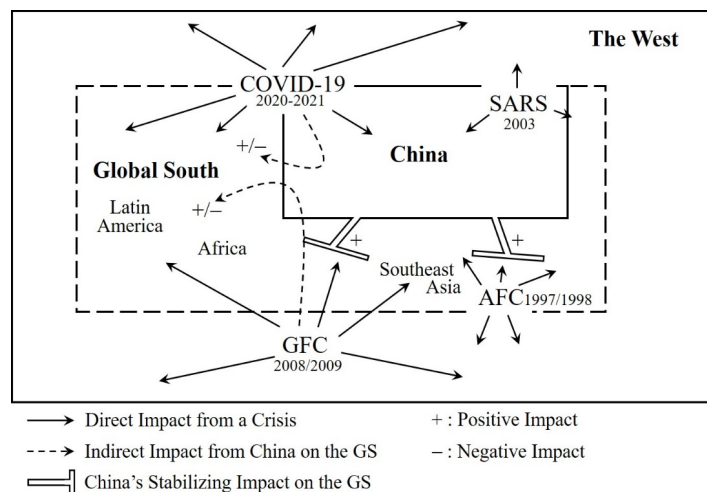 The West
COVID-19
2020-2021
SARS
2003
+/−
China
Global South
Latin
America
+/−
Africa
+
+
Southeast
Asia
AFC 1997/1998
GFC
2008/2009
Direct Impact from a Crisis
+ : Positive Impact
Indirect Impact from China on the GS
− : Negative Impact
China's Stabilizing Impact on the GS